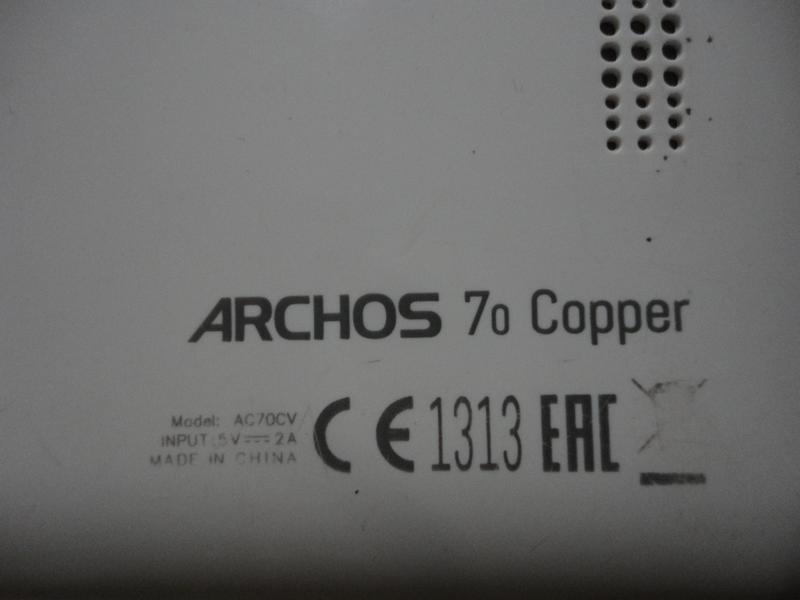 ARCHOS 70 Copper
Model: AC70CV
INPUT: 5V⎓2A
MADE IN CHINA
CE 1313 EAC